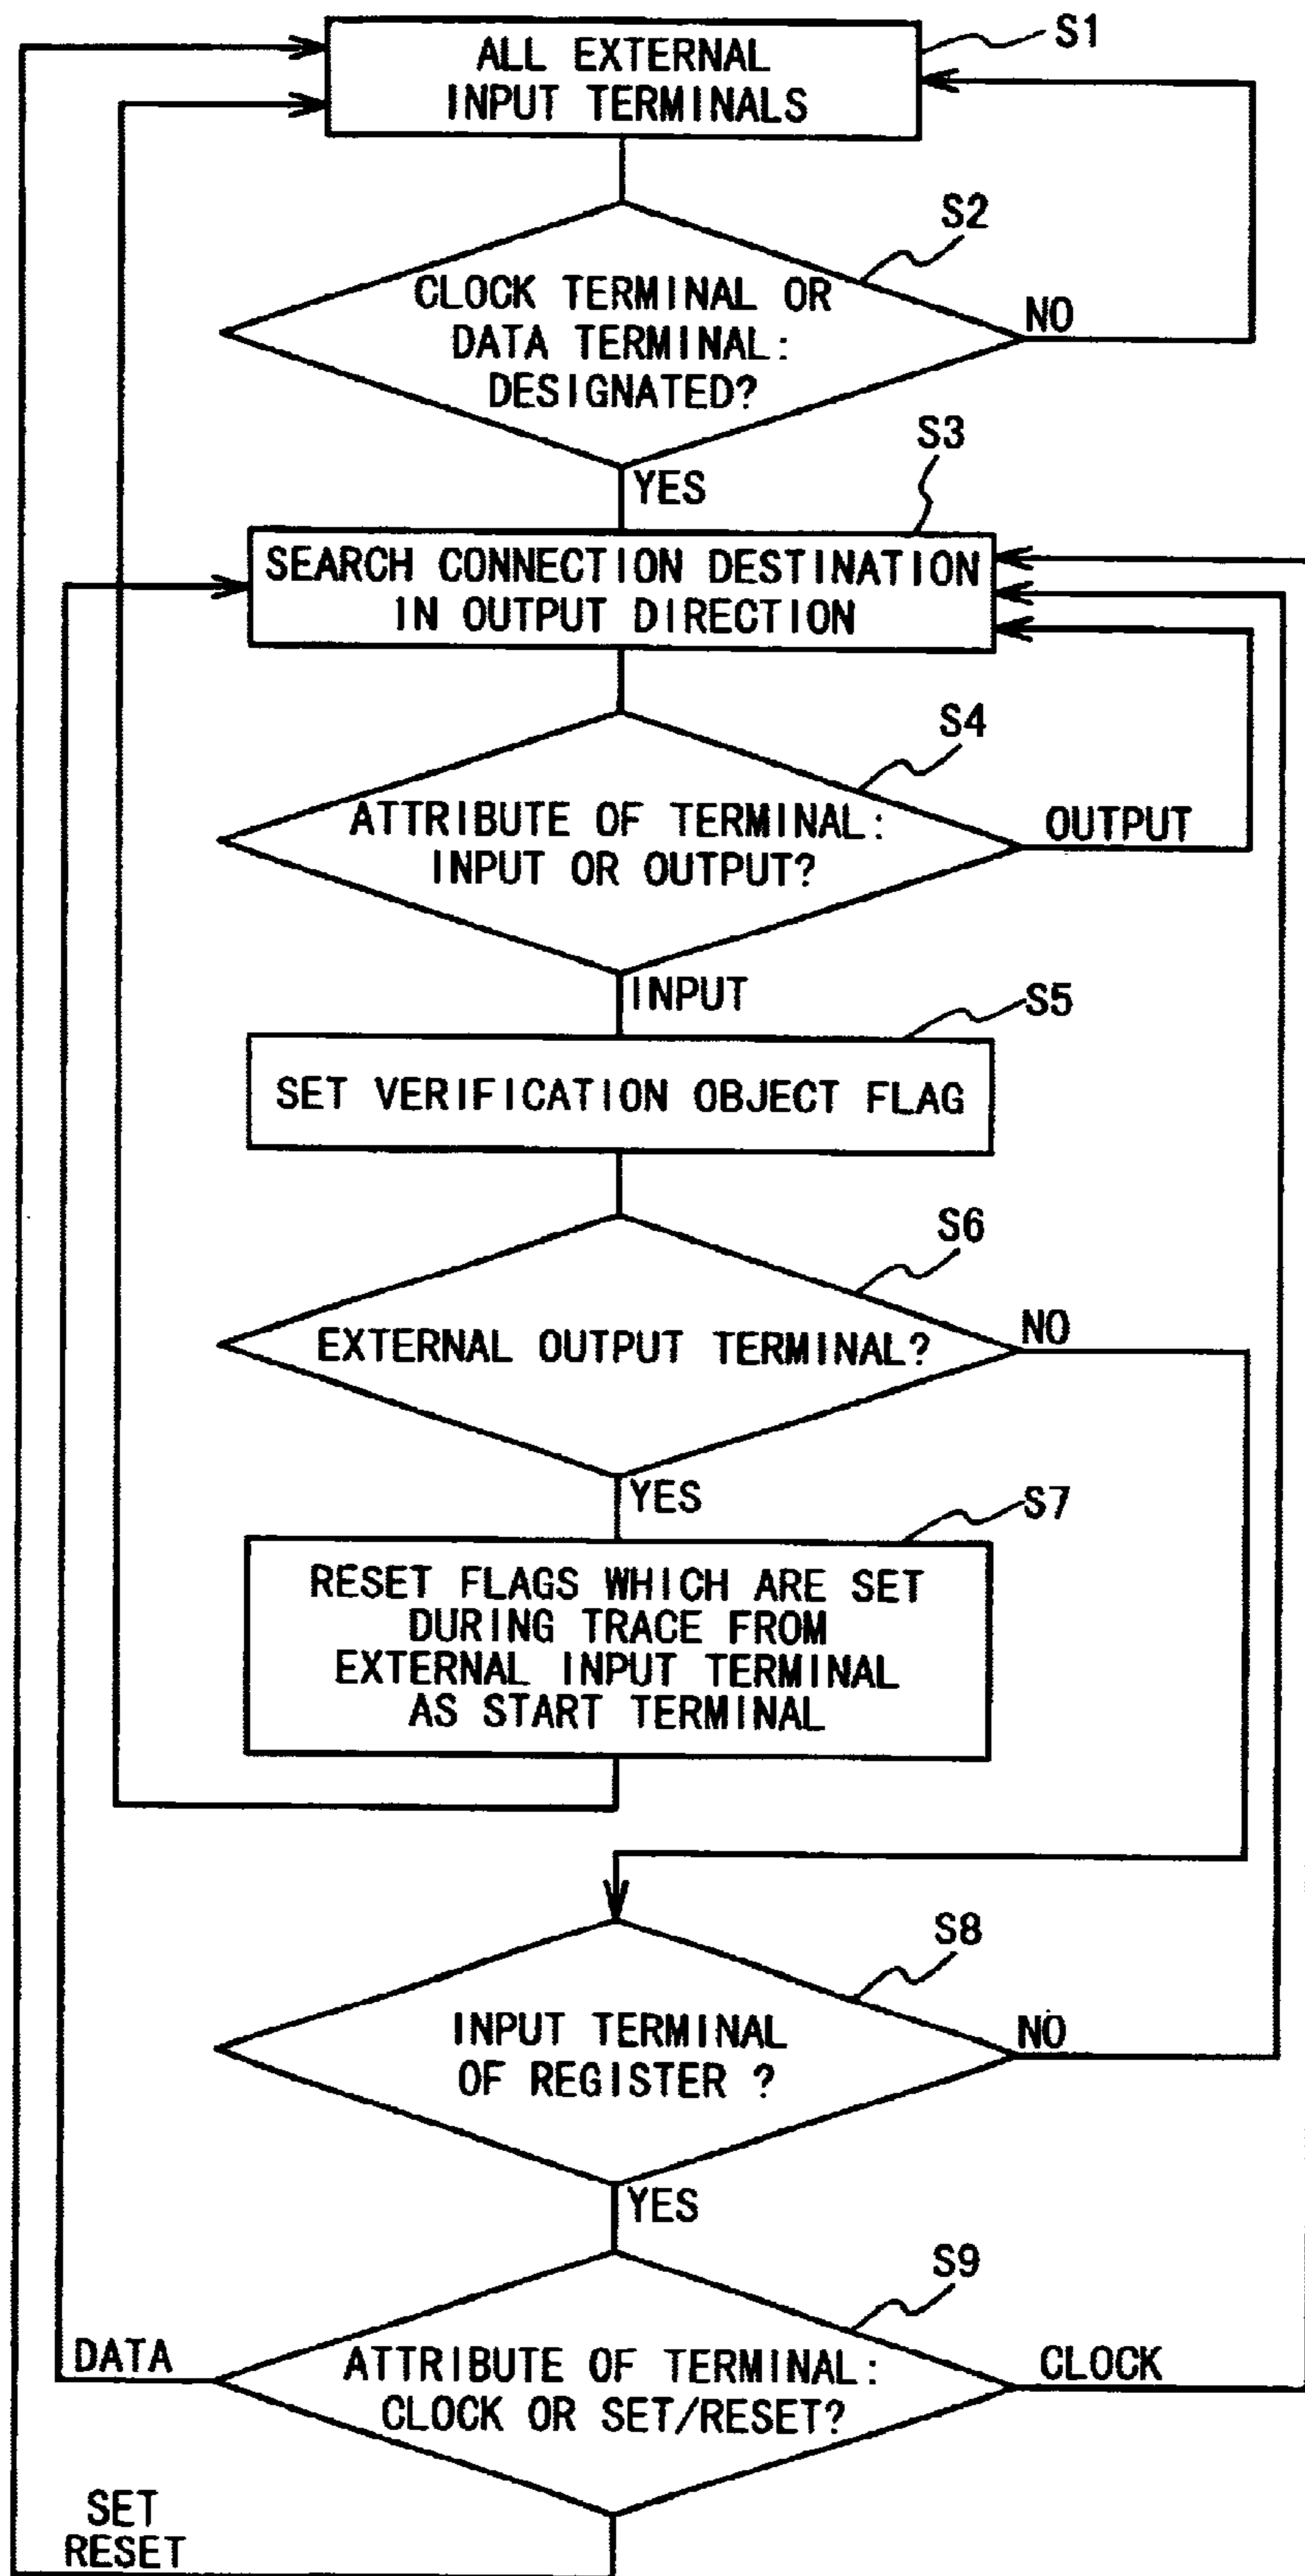 S1
ALL EXTERNAL
INPUT TERMINALS
S2
CLOCK TERMINAL OR
DATA TERMINAL:
DESIGNATED?
NO
YES
S3
SEARCH CONNECTION DESTINATION
IN OUTPUT DIRECTION
S4
ATTRIBUTE OF TERMINAL:
INPUT OR OUTPUT?
OUTPUT
INPUT
S5
SET VERIFICATION OBJECT FLAG
S6
EXTERNAL OUTPUT TERMINAL?
NO
YES
S7
RESET FLAGS WHICH ARE SET
DURING TRACE FROM
EXTERNAL INPUT TERMINAL
AS START TERMINAL
S8
INPUT TERMINAL
OF REGISTER ?
NO
YES
S9
DATA
ATTRIBUTE OF TERMINAL:
CLOCK OR SET/RESET?
CLOCK
SET
RESET